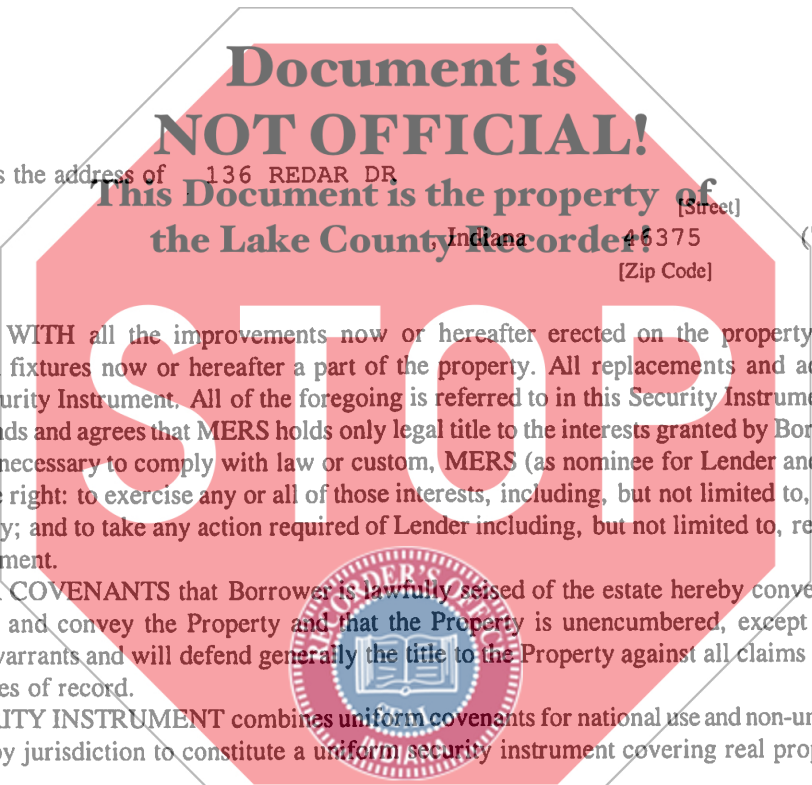 Document is
NOT OFFICIAL!
s the address of 136 REDAR DR
This Document is the property of
[Street]
the Lake County Recorder!
, Indiana 46375 (
[Zip Code]
WITH all the improvements now or hereafter erected on the property
fixtures now or hereafter a part of the property. All replacements and ad
urity Instrument. All of the foregoing is referred to in this Security Instrume
nds and agrees that MERS holds only legal title to the interests granted by Bor
necessary to comply with law or custom, MERS (as nominee for Lender and
e right: to exercise any or all of those interests, including, but not limited to,
y; and to take any action required of Lender including, but not limited to, re
ment.
STOP
R COVENANTS that Borrower is lawfully seised of the estate hereby conve
and convey the Property and that the Property is unencumbered, except
warrants and will defend generally the title to the Property against all claims
es of record.
RITY INSTRUMENT combines uniform covenants for national use and non-un
by jurisdiction to constitute a uniform security instrument covering real prop
SEAL